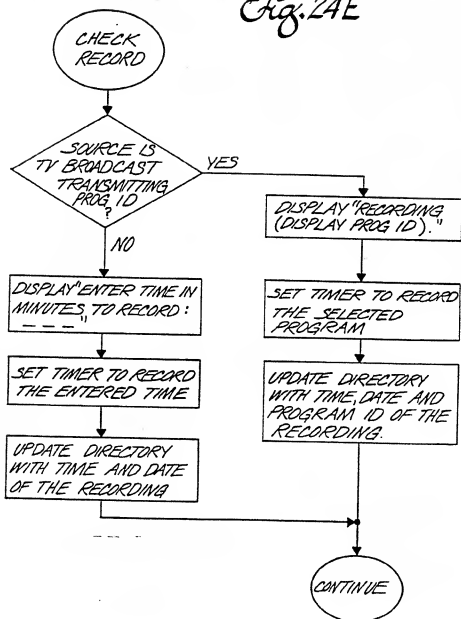 Fig. 24E
CHECK
RECORD
SOURCE IS
TV BROADCAST
TRANSMITTING
PROG ID
?
YES
NO
DISPLAY "ENTER TIME IN
MINUTES, TO RECORD:
_ _ _"
SET TIMER TO RECORD
THE ENTERED TIME
UPDATE DIRECTORY
WITH TIME AND DATE
OF THE RECORDING
DISPLAY "RECORDING
(DISPLAY PROG ID)."
SET TIMER TO RECORD
THE SELECTED
PROGRAM
UPDATE DIRECTORY
WITH TIME, DATE AND
PROGRAM ID OF THE
RECORDING.
CONTINUE